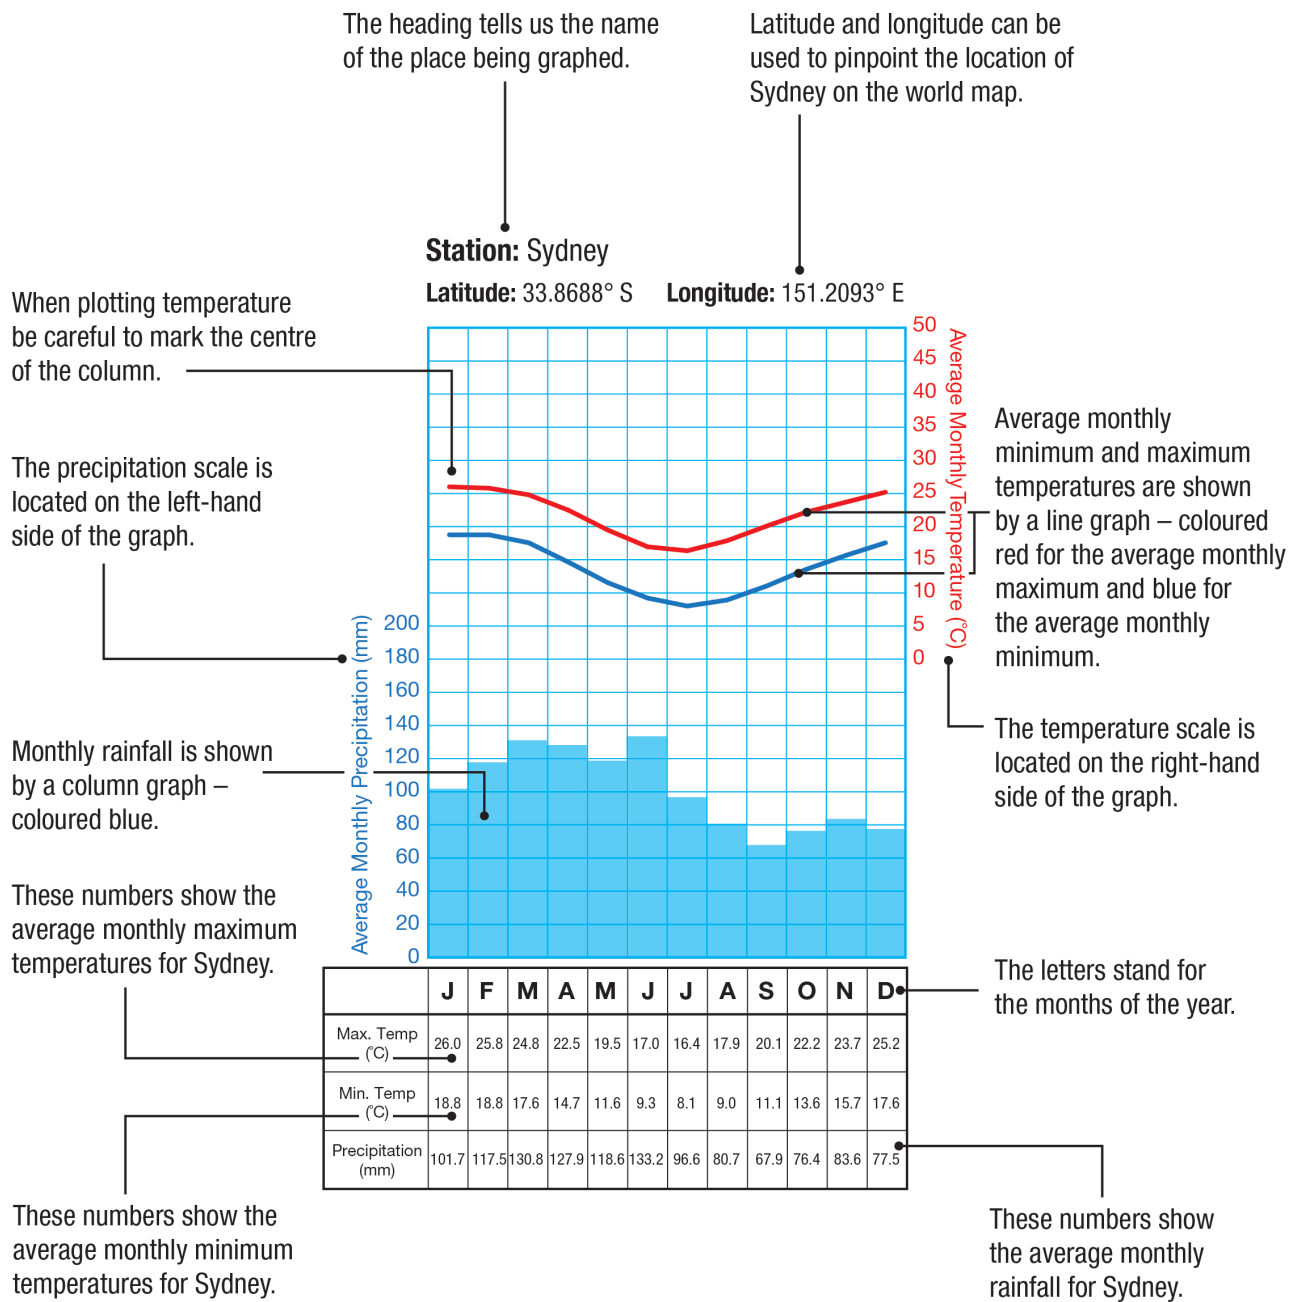 The heading tells us the name
of the place being graphed.
Latitude and longitude can be
used to pinpoint the location of
Sydney on the world map.
Station: Sydney
Latitude: 33.8688° S Longitude: 151.2093° E
When plotting temperature
be careful to mark the centre
of the column.
The precipitation scale is
located on the left-hand
side of the graph.
Monthly rainfall is shown
by a column graph –
coloured blue.
These numbers show the
average monthly maximum
temperatures for Sydney.
These numbers show the
average monthly minimum
temperatures for Sydney.
Average Monthly Precipitation (mm)
200
180
160
140
120
100
80
60
40
20
0
50
45
40
35
30
25
20
15
10
5
0
Average Monthly Temperature (°C)
Average monthly
minimum and maximum
temperatures are shown
by a line graph – coloured
red for the average monthly
maximum and blue for
the average monthly
minimum.
The temperature scale is
located on the right-hand
side of the graph.
The letters stand for
the months of the year.
J F M A M J J A S O N D
Max. Temp
(°C)
26.0 25.8 24.8 22.5 19.5 17.0 16.4 17.9 20.1 22.2 23.7 25.2
Min. Temp
(°C)
18.8 18.8 17.6 14.7 11.6 9.3 8.1 9.0 11.1 13.6 15.7 17.6
Precipitation
(mm)
101.7 117.5 130.8 127.9 118.6 133.2 96.6 80.7 67.9 76.4 83.6 77.5
These numbers show
the average monthly
rainfall for Sydney.